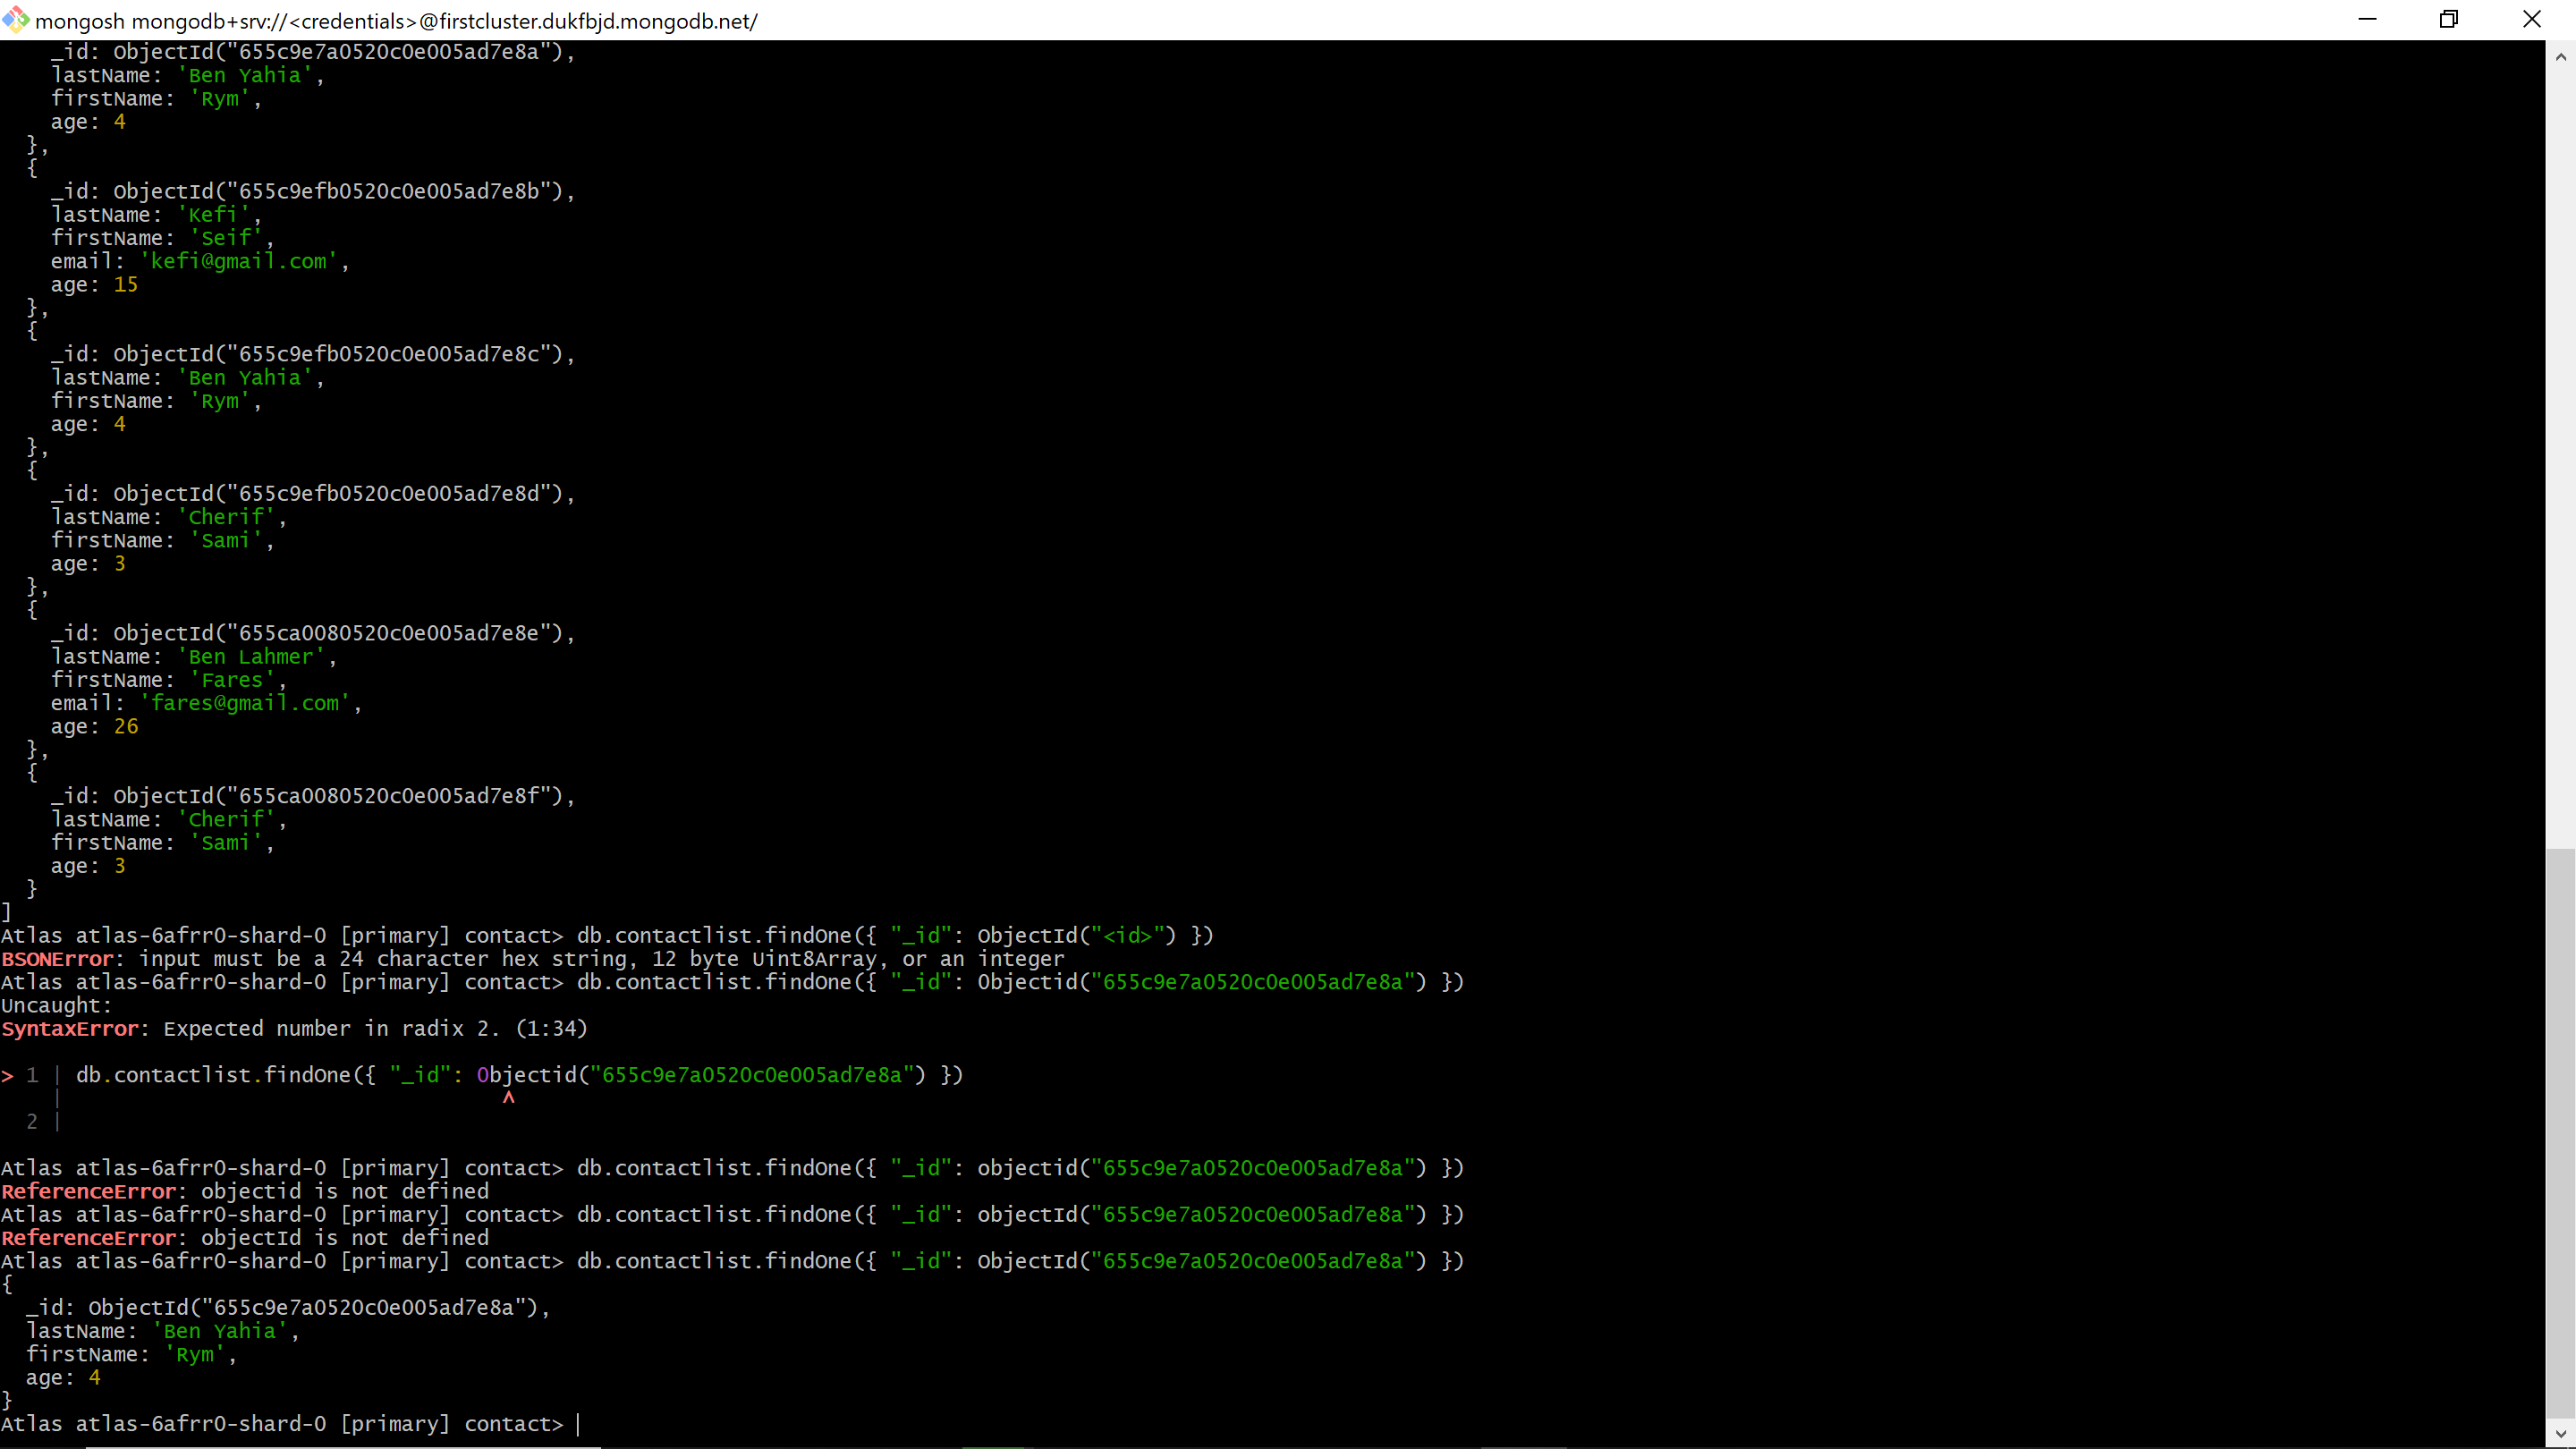 mongosh mongodb+srv://<credentials>@firstcluster.dukfbjd.mongodb.net/
_id: ObjectId("655c9e7a0520c0e005ad7e8a"),
lastName: 'Ben Yahia',
firstName: 'Rym',
age: 4
},
{
_id: ObjectId("655c9efb0520c0e005ad7e8b"),
lastName: 'Kefi',
firstName: 'Seif',
email: 'kefi@gmail.com',
age: 15
},
{
_id: ObjectId("655c9efb0520c0e005ad7e8c"),
lastName: 'Ben Yahia',
firstName: 'Rym',
age: 4
},
{
_id: ObjectId("655c9efb0520c0e005ad7e8d"),
lastName: 'Cherif',
firstName: 'Sami',
age: 3
},
{
_id: ObjectId("655ca0080520c0e005ad7e8e"),
lastName: 'Ben Lahmer',
firstName: 'Fares',
email: 'fares@gmail.com',
age: 26
},
{
_id: ObjectId("655ca0080520c0e005ad7e8f"),
lastName: 'Cherif',
firstName: 'Sami',
age: 3
}
]
Atlas atlas-6afrr0-shard-0 [primary] contact> db.contactlist.findOne({ "_id": ObjectId("<id>") })
BSONError: input must be a 24 character hex string, 12 byte Uint8Array, or an integer
Atlas atlas-6afrr0-shard-0 [primary] contact> db.contactlist.findOne({ "_id": 0bjectid("655c9e7a0520c0e005ad7e8a") })
Uncaught:
SyntaxError: Expected number in radix 2. (1:34)
> 1 | db.contactlist.findOne({ "_id": 0bjectid("655c9e7a0520c0e005ad7e8a") })
| ^
2 |
Atlas atlas-6afrr0-shard-0 [primary] contact> db.contactlist.findOne({ "_id": objectid("655c9e7a0520c0e005ad7e8a") })
ReferenceError: objectid is not defined
Atlas atlas-6afrr0-shard-0 [primary] contact> db.contactlist.findOne({ "_id": objectId("655c9e7a0520c0e005ad7e8a") })
ReferenceError: objectId is not defined
Atlas atlas-6afrr0-shard-0 [primary] contact> db.contactlist.findOne({ "_id": ObjectId("655c9e7a0520c0e005ad7e8a") })
{
_id: ObjectId("655c9e7a0520c0e005ad7e8a"),
lastName: 'Ben Yahia',
firstName: 'Rym',
age: 4
}
Atlas atlas-6afrr0-shard-0 [primary] contact>